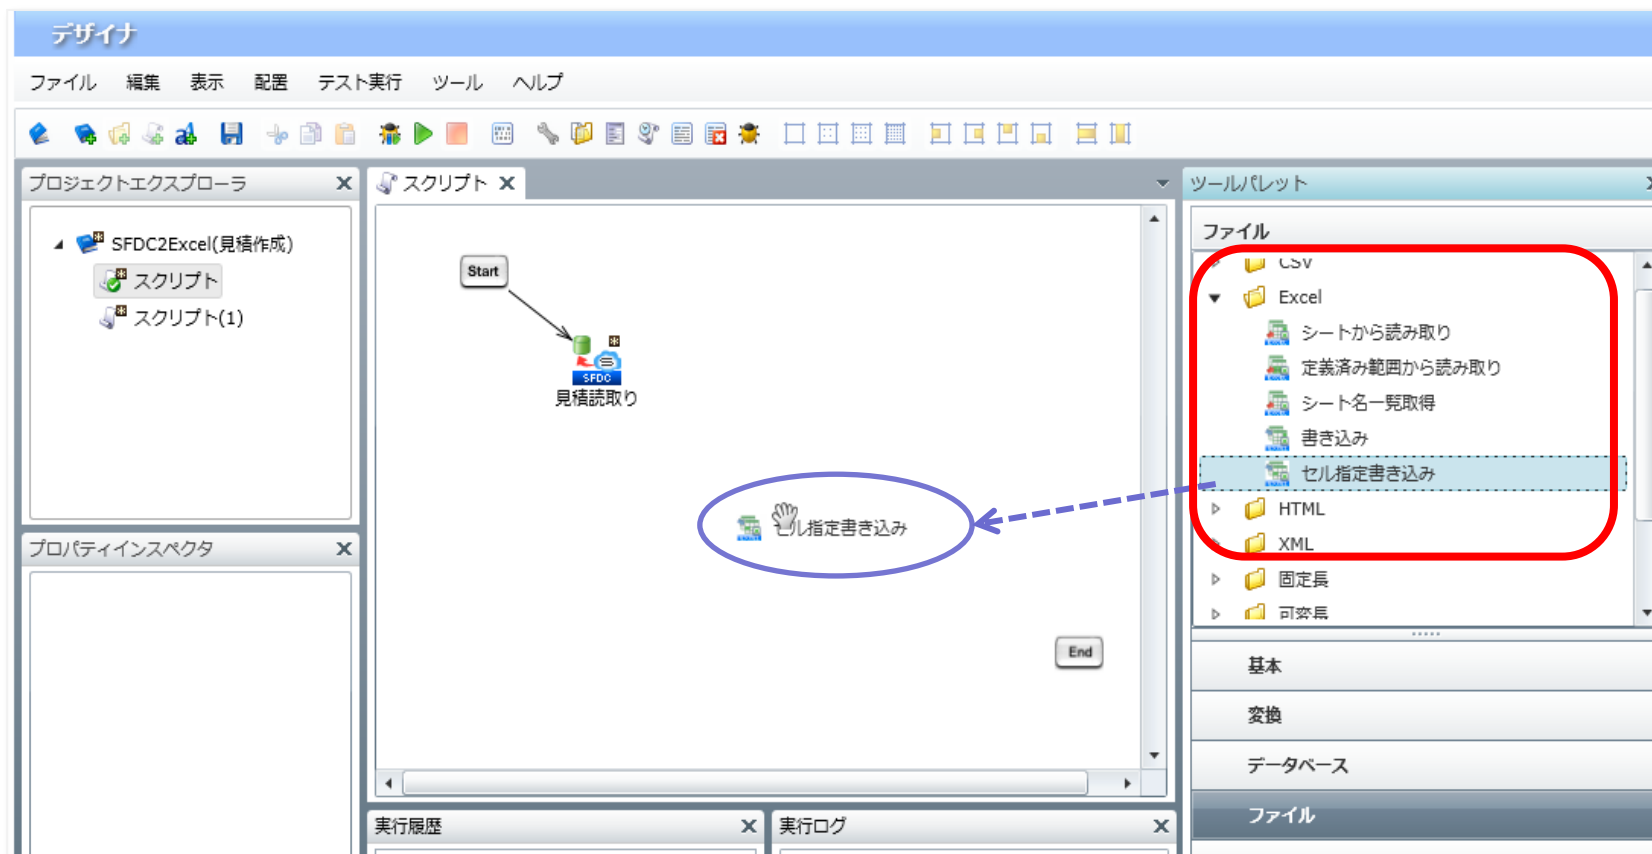 デザイナ
ファイル 編集 表示 配置 テスト実行 ツール ヘルプ
プロジェクトエクスプローラ
SFDC2Excel(見積作成)
スクリプト
スクリプト(1)
プロパティインスペクタ
スクリプト
Start
SFDC
見積読取り
セル指定書き込み
End
実行履歴
実行ログ
ツールパレット
ファイル
CSV
Excel
シートから読み取り
定義済み範囲から読み取り
シート名一覧取得
書き込み
セル指定書き込み
HTML
XML
固定長
可変長
基本
変換
データベース
ファイル